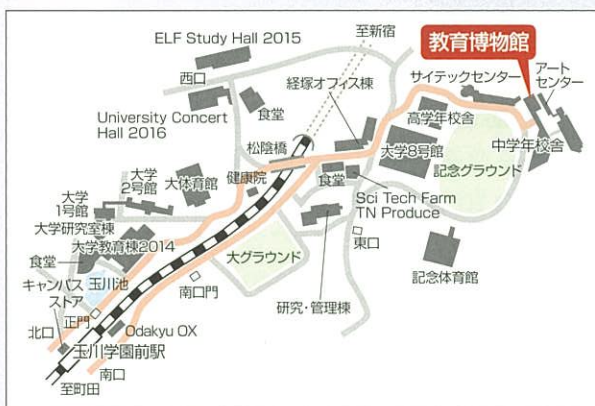 至新宿
ELF Study Hall 2015
教育博物館
西口
経塚オフィス棟
サイテックセンター
アート
センター
University Concert
Hall 2016
食堂
高学年校舎
松陰橋
大学8号館
中学年校舎
大学
2号館
大体育館
健康院
食堂
記念グラウンド
Sci Tech Farm
TN Produce
大学
1号館
大学研究室棟
大学教育棟2014
東口
大グラウンド
記念体育館
食堂
キャンパス
ストア
玉川池
南口門
研究・管理棟
正門
北口
Odakyu OX
玉川学園前駅
至町田
南口